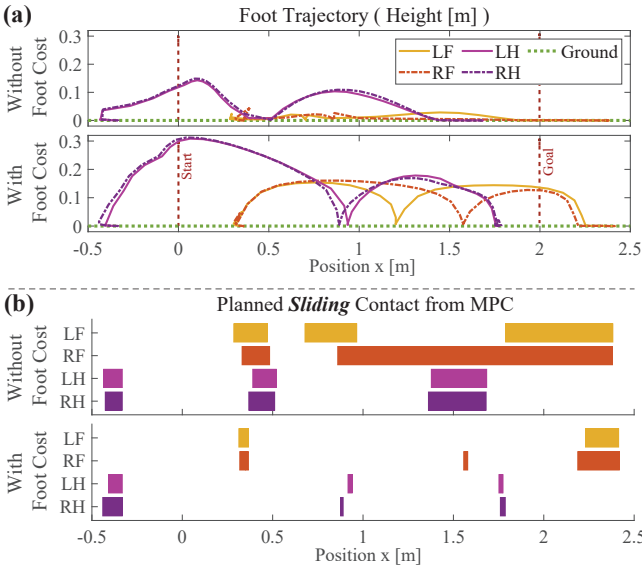 (a) Foot Trajectory ( Height [m] )
Without
Foot Cost
0.3
0.2
0.1
0
LF LH Ground
RF RH
With
Foot Cost
0.3
0.2
0.1
0
Start
Goal
-0.5 0 0.5 1 1.5 2 2.5
Position x [m]
(b) Planned Sliding Contact from MPC
Without
Foot Cost
LF
RF
LH
RH
With
Foot Cost
LF
RF
LH
RH
-0.5 0 0.5 1 1.5 2 2.5
Position x [m]